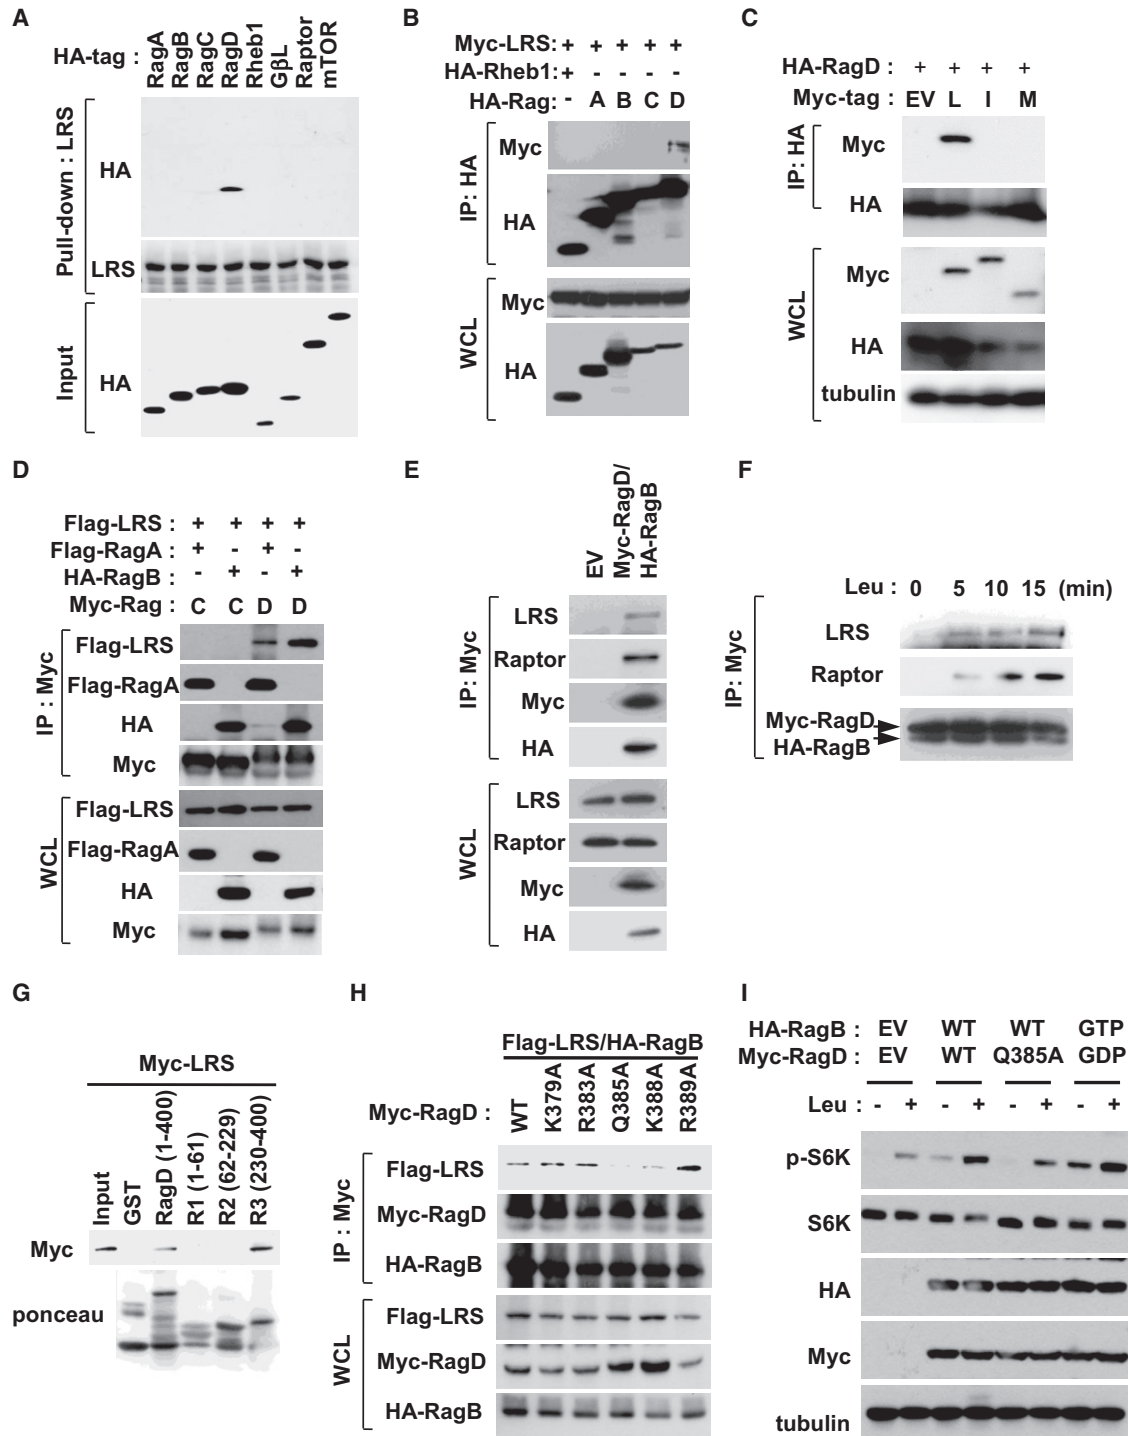 A
HA-tag :
RagA
RagB
RagC
RagD
Rheb1
GβL
Raptor
mTOR
Pull-down : LRS
HA
LRS
Input
HA
B
Myc-LRS: + + + + +
HA-Rheb1: + - - - -
HA-Rag: - A B C D
IP: HA
Myc
HA
WCL
Myc
HA
C
HA-RagD : + + + +
Myc-tag : EV L I M
IP: HA
Myc
HA
WCL
Myc
HA
tubulin
D
Flag-LRS : + + + +
Flag-RagA : + - + -
HA-RagB : - + - +
Myc-Rag : C C D D
IP : Myc
Flag-LRS
Flag-RagA
HA
Myc
WCL
Flag-LRS
Flag-RagA
HA
Myc
E
EV
Myc-RagD/
HA-RagB
IP: Myc
LRS
Raptor
Myc
HA
WCL
LRS
Raptor
Myc
HA
F
Leu : 0 5 10 15 (min)
IP: Myc
LRS
Raptor
Myc-RagD
HA-RagB
G
Myc-LRS
Input
GST
RagD (1-400)
R1 (1-61)
R2 (62-229)
R3 (230-400)
Myc
ponceau
H
Flag-LRS/HA-RagB
Myc-RagD :
WT
K379A
R383A
Q385A
K388A
R389A
IP : Myc
Flag-LRS
Myc-RagD
HA-RagB
WCL
Flag-LRS
Myc-RagD
HA-RagB
I
HA-RagB : EV WT WT GTP
Myc-RagD : EV WT Q385A GDP
Leu : - + - + - + - +
p-S6K
S6K
HA
Myc
tubulin